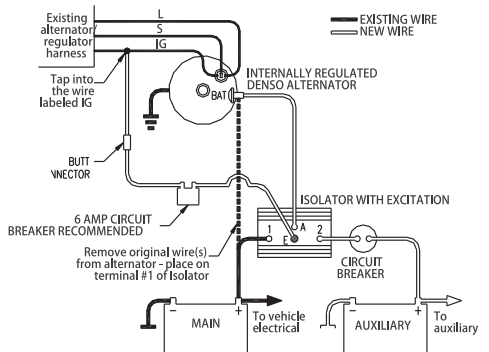 Existing
alternator/
regulator
harness
L
S
IG
EXISTING WIRE
NEW WIRE
Tap into
the wire
labeled IG
BAT
INTERNALLY REGULATED
DENSO ALTERNATOR
BUTT
NNECTOR
6 AMP CIRCUIT
BREAKER RECOMMENDED
ISOLATOR WITH EXCITATION
1
E
A
2
Remove original wire(s)
from alternator – place on
terminal #1 of Isolator
CIRCUIT
BREAKER
–
+
MAIN
To vehicle
electrical
–
+
AUXILIARY
To
auxiliary